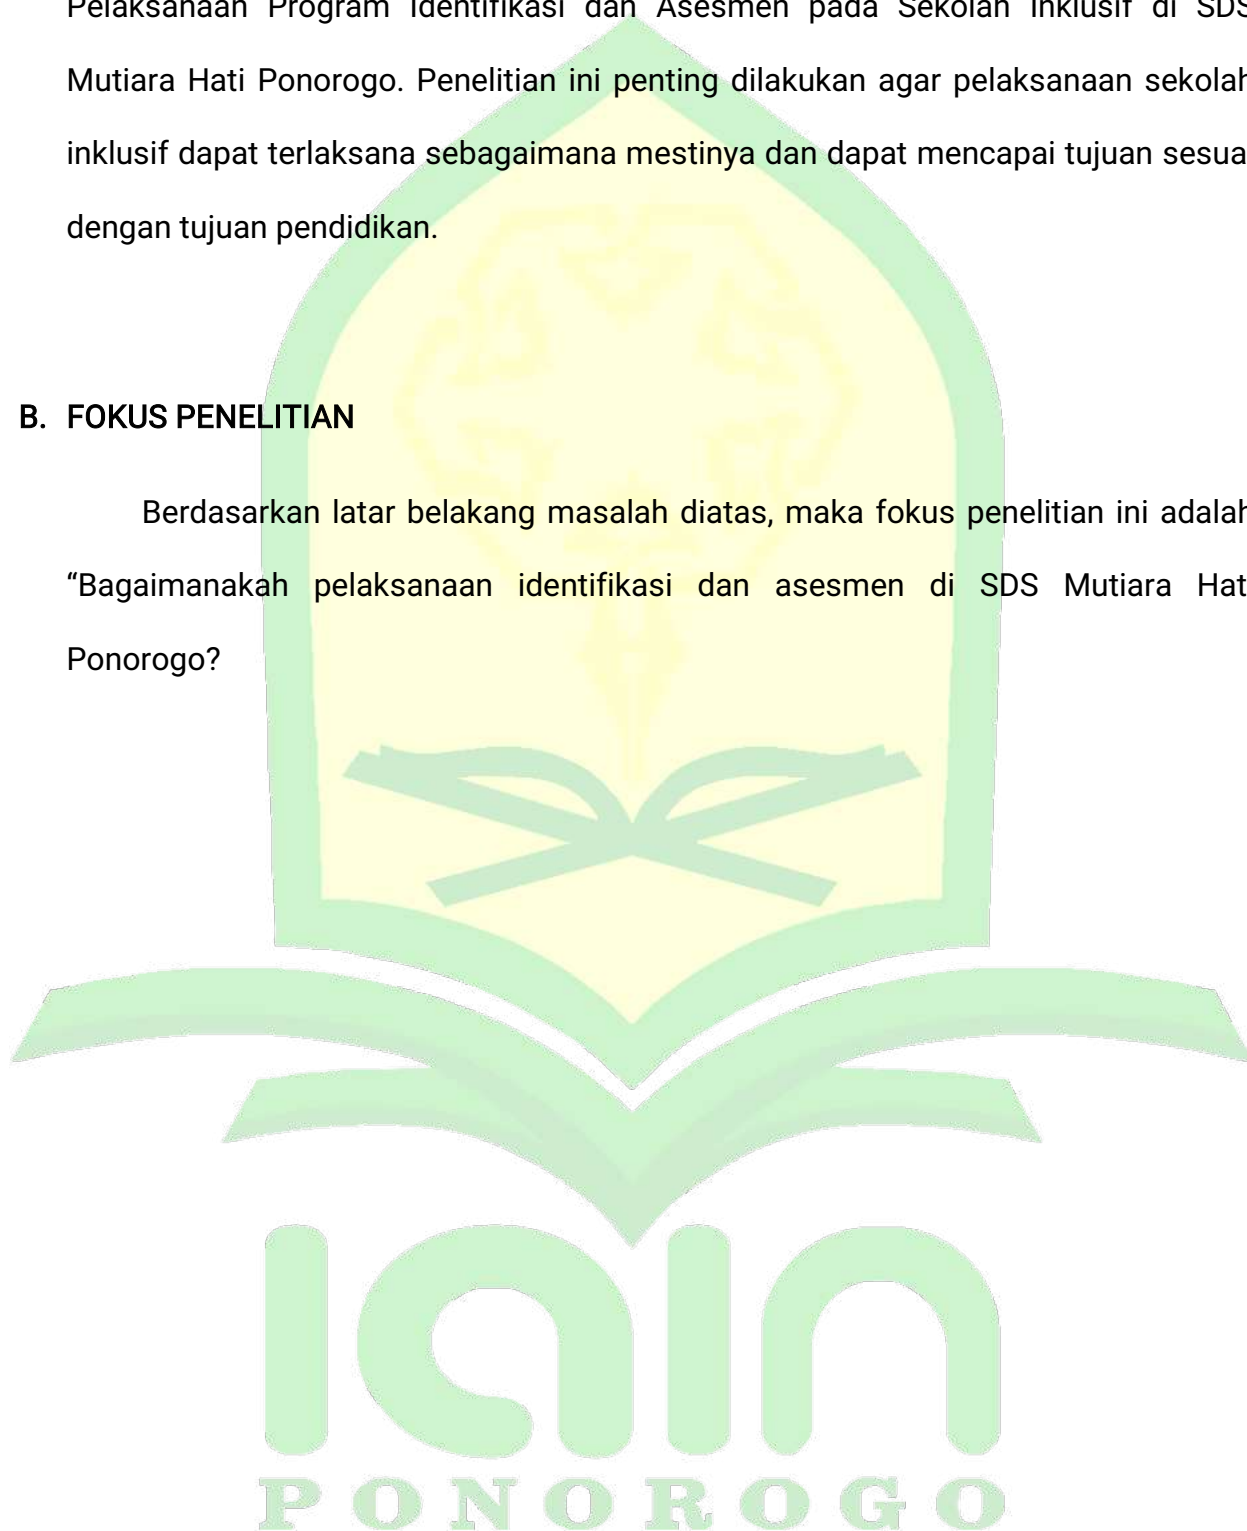 Pelaksanaan Program Identifikasi dan Asesmen pada Sekolah Inklusif di SDS
Mutiara Hati Ponorogo. Penelitian ini penting dilakukan agar pelaksanaan sekolah
inklusif dapat terlaksana sebagaimana mestinya dan dapat mencapai tujuan sesuai
dengan tujuan pendidikan.
B. FOKUS PENELITIAN
Berdasarkan latar belakang masalah diatas, maka fokus penelitian ini adalah
“Bagaimanakah pelaksanaan identifikasi dan asesmen di SDS Mutiara Hati
Ponorogo?
iain
PONOROGO